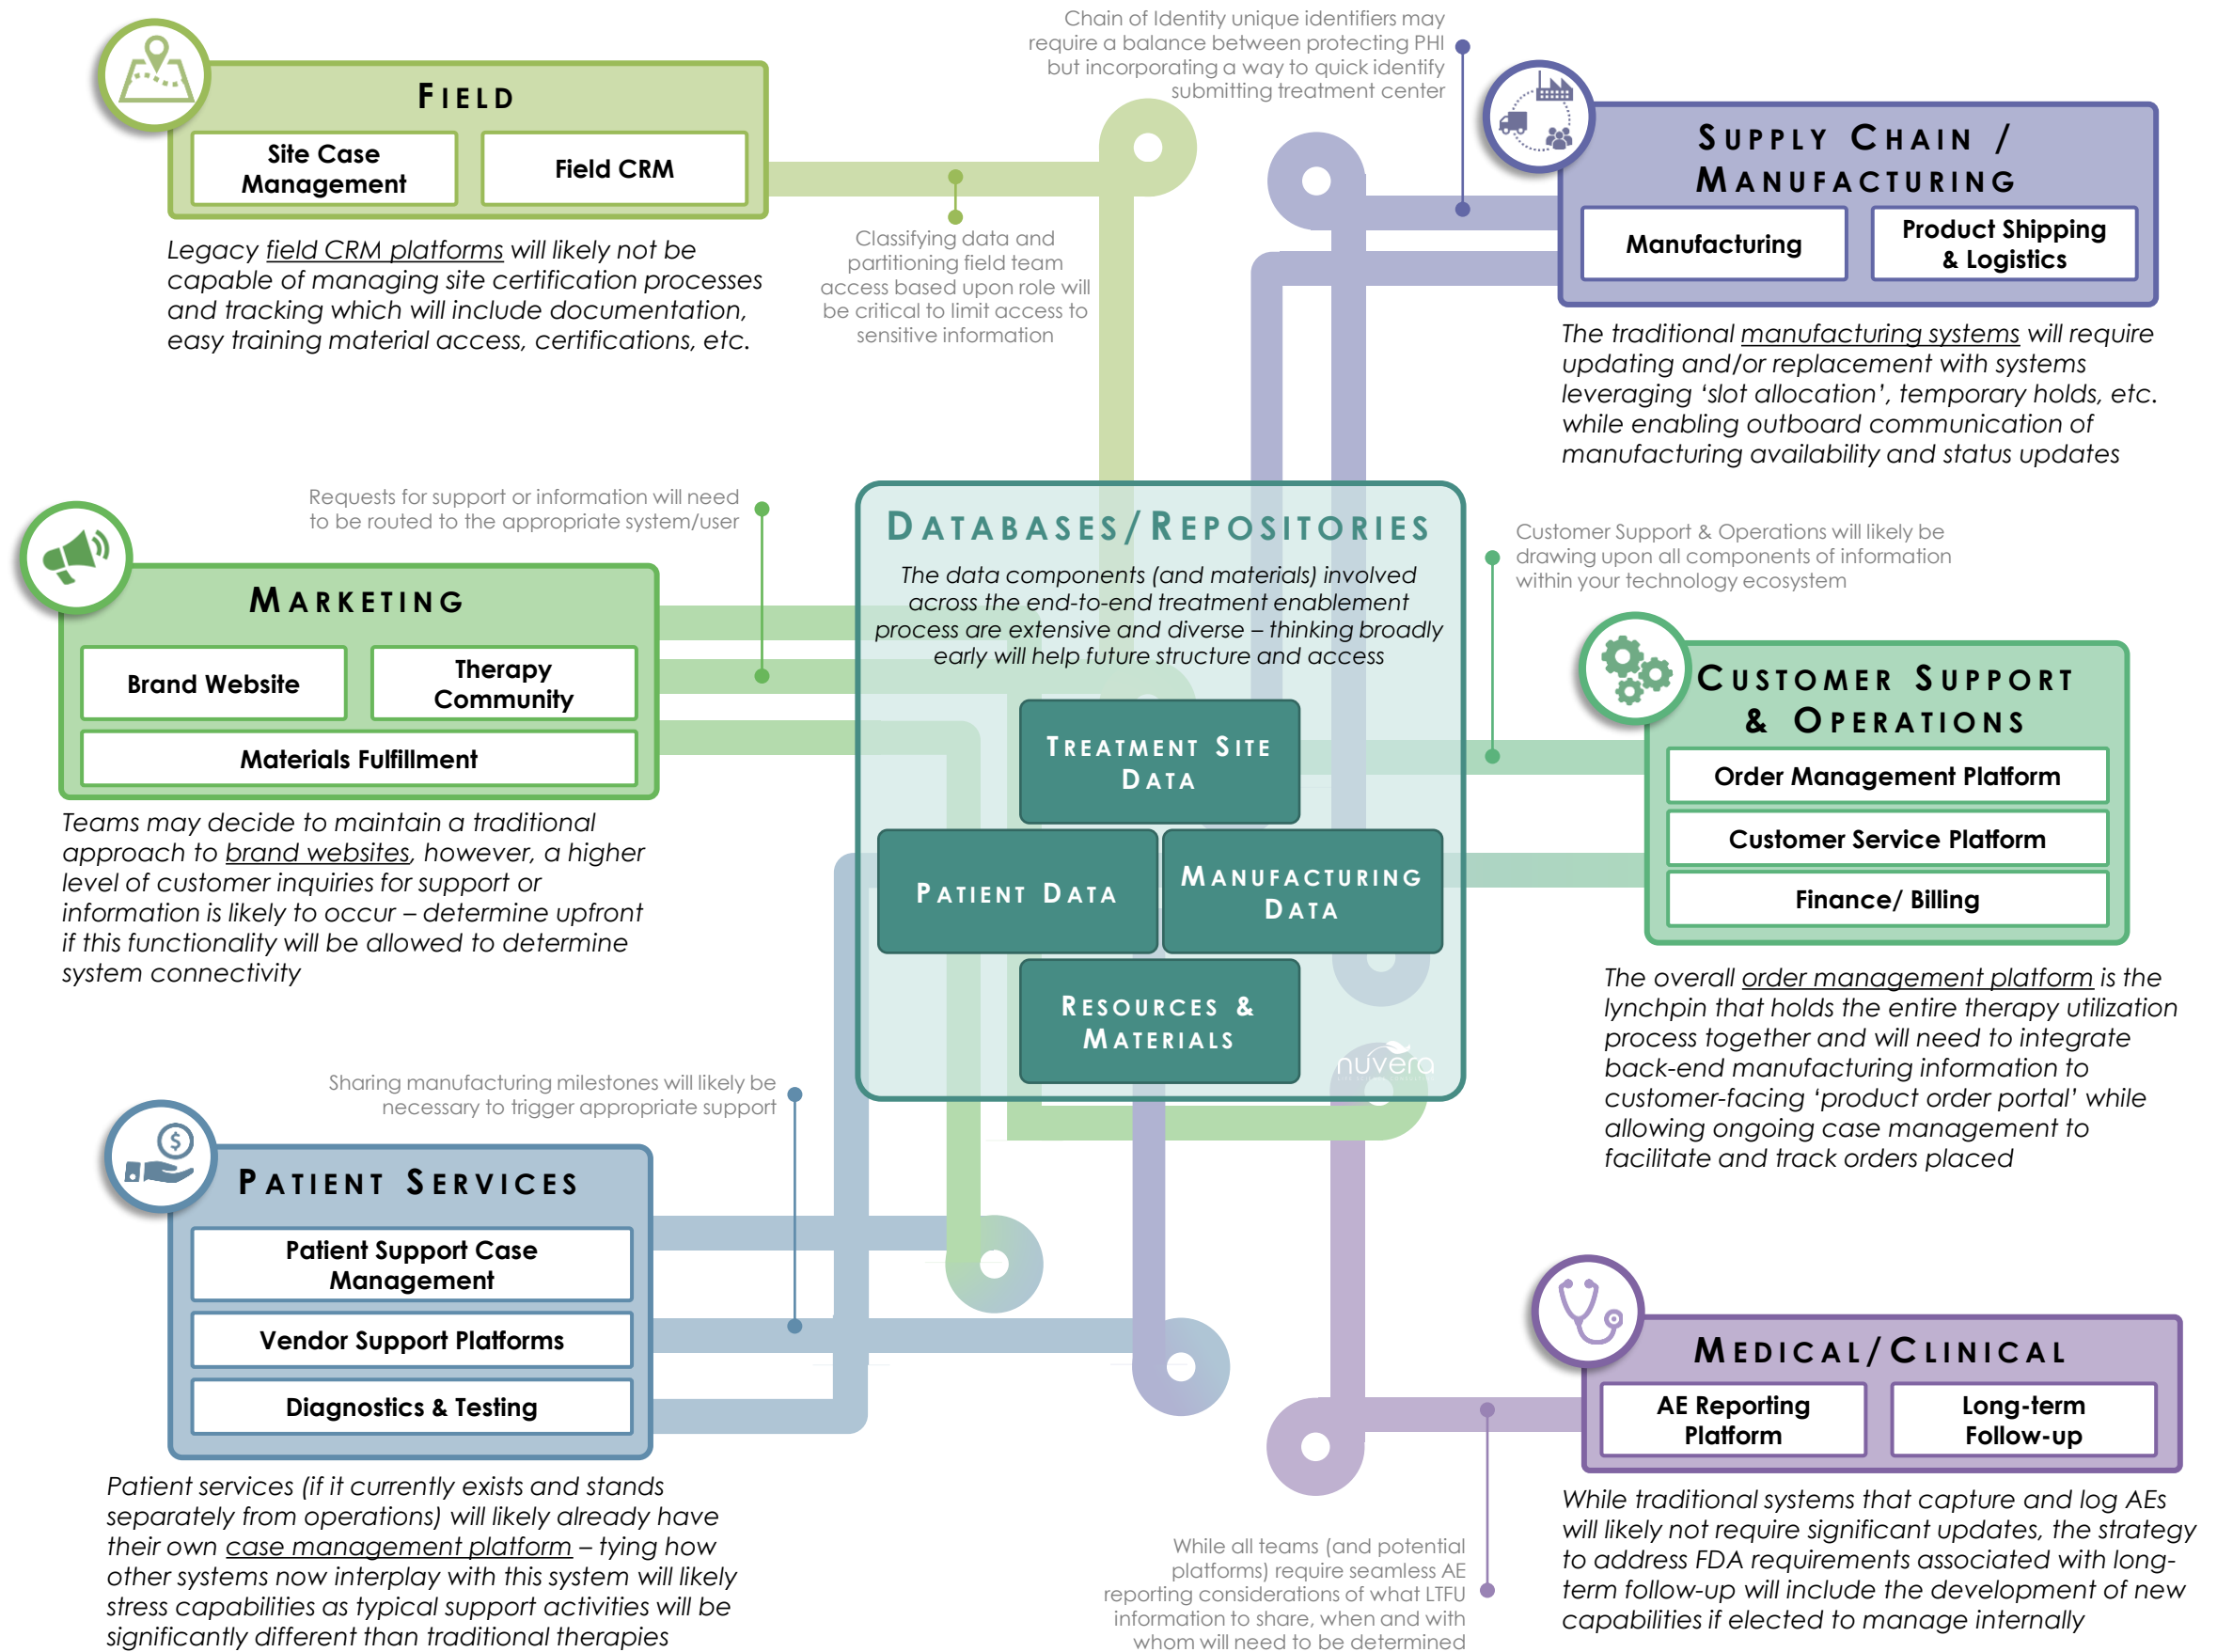 Chain of Identity unique identifiers may
require a balance between protecting PHI
but incorporating a way to quick identify
submitting treatment center
FIELD
Site Case
Management
Field CRM
Legacy field CRM platforms will likely not be
capable of managing site certification processes
and tracking which will include documentation,
easy training material access, certifications, etc.
Classifying data and
partitioning field team
access based upon role will
be critical to limit access to
sensitive information
SUPPLY CHAIN /
MANUFACTURING
Manufacturing
Product Shipping
& Logistics
The traditional manufacturing systems will require
updating and/or replacement with systems
leveraging ‘slot allocation’, temporary holds, etc.
while enabling outboard communication of
manufacturing availability and status updates
Requests for support or information will need
to be routed to the appropriate system/user
MARKETING
Brand Website
Therapy
Community
Materials Fulfillment
Teams may decide to maintain a traditional
approach to brand websites, however, a higher
level of customer inquiries for support or
information is likely to occur – determine upfront
if this functionality will be allowed to determine
system connectivity
DATABASES/REPOSITORIES
The data components (and materials) involved
across the end-to-end treatment enablement
process are extensive and diverse – thinking broadly
early will help future structure and access
TREATMENT SITE
DATA
PATIENT DATA
MANUFACTURING
DATA
RESOURCES &
MATERIALS
nuvera
Customer Support & Operations will likely be
drawing upon all components of information
within your technology ecosystem
CUSTOMER SUPPORT
& OPERATIONS
Order Management Platform
Customer Service Platform
Finance/ Billing
The overall order management platform is the
lynchpin that holds the entire therapy utilization
process together and will need to integrate
back-end manufacturing information to
customer-facing ‘product order portal’ while
allowing ongoing case management to
facilitate and track orders placed
Sharing manufacturing milestones will likely be
necessary to trigger appropriate support
PATIENT SERVICES
Patient Support Case
Management
Vendor Support Platforms
Diagnostics & Testing
Patient services (if it currently exists and stands
separately from operations) will likely already have
their own case management platform – tying how
other systems now interplay with this system will likely
stress capabilities as typical support activities will be
significantly different than traditional therapies
MEDICAL/CLINICAL
AE Reporting
Platform
Long-term
Follow-up
While traditional systems that capture and log AEs
will likely not require significant updates, the strategy
to address FDA requirements associated with long-
term follow-up will include the development of new
capabilities if elected to manage internally
While all teams (and potential
platforms) require seamless AE
reporting considerations of what LTFU
information to share, when and with
whom will need to be determined